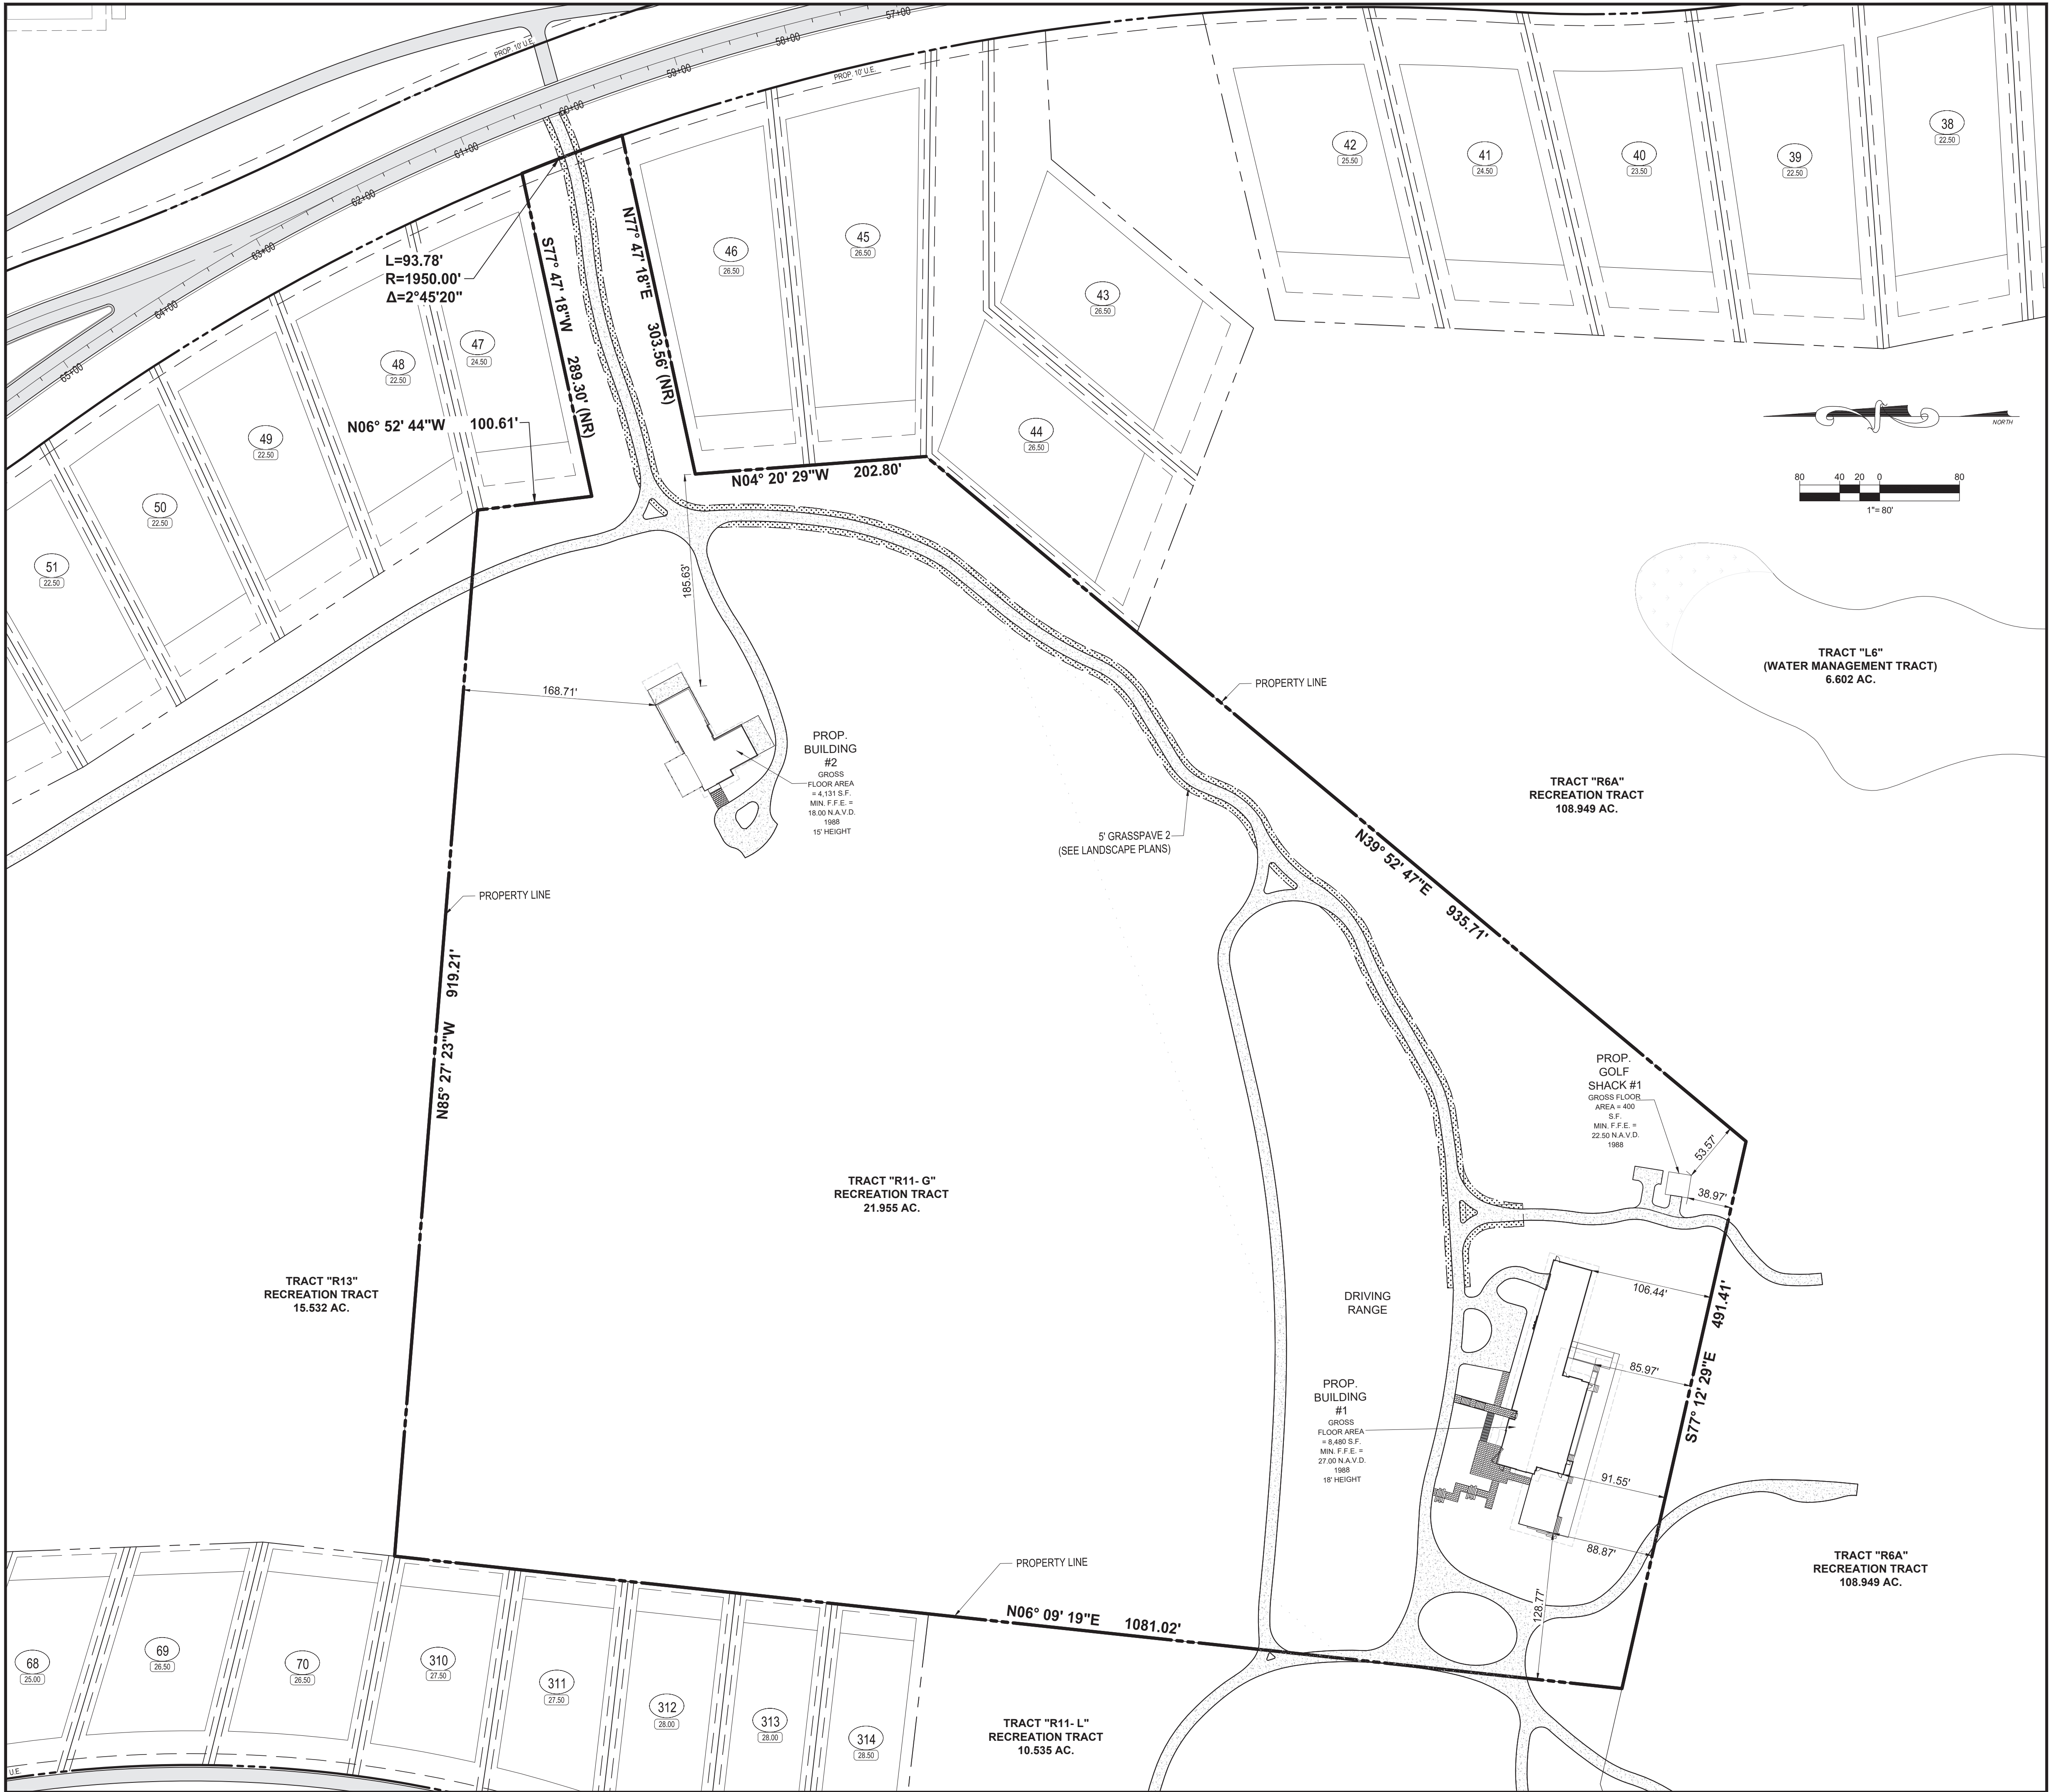 57+00
58+00
59+00
60+00
61+00
62+00
63+00
64+00
65+00
PROP. 10' U.E.
PROP. 10' U.E.
L=93.78'
R=1950.00'
Δ=2°45'20"
S77° 47' 18"W 289.30' (NR)
N77° 47' 18"E 303.56' (NR)
46
26.50
45
26.50
43
26.50
44
26.50
42
25.50
41
24.50
40
23.50
39
22.50
38
22.50
47
24.50
48
22.50
49
22.50
50
22.50
51
22.50
N06° 52' 44"W 100.61'
N04° 20' 29"W 202.80'
NORTH
80 40 20 0 80
1"= 80'
185.63'
168.71'
PROPERTY LINE
TRACT "L6"
(WATER MANAGEMENT TRACT)
6.602 AC.
PROP.
BUILDING
#2
GROSS
FLOOR AREA
= 4,131 S.F.
MIN. F.F.E. =
18.00 N.A.V.D.
1988
15' HEIGHT
TRACT "R6A"
RECREATION TRACT
108.949 AC.
5' GRASSPAVE 2
(SEE LANDSCAPE PLANS)
N39° 52' 47"E 935.71'
PROPERTY LINE
N85° 27' 23"W 919.21'
PROP.
GOLF
SHACK #1
GROSS FLOOR
AREA = 400
S.F.
MIN. F.F.E. =
22.50 N.A.V.D.
1988
53.57'
38.97'
TRACT "R11- G"
RECREATION TRACT
21.955 AC.
TRACT "R13"
RECREATION TRACT
15.532 AC.
DRIVING
RANGE
106.44'
85.97'
91.55'
88.87'
128.77'
S77° 12' 29"E 491.41'
PROP.
BUILDING
#1
GROSS
FLOOR AREA
= 8,480 S.F.
MIN. F.F.E. =
27.00 N.A.V.D.
1988
18' HEIGHT
TRACT "R6A"
RECREATION TRACT
108.949 AC.
PROPERTY LINE
N06° 09' 19"E 1081.02'
68
25.00
69
26.50
70
26.50
310
27.50
311
27.50
312
28.00
313
28.00
314
28.50
TRACT "R11- L"
RECREATION TRACT
10.535 AC.
U.E.